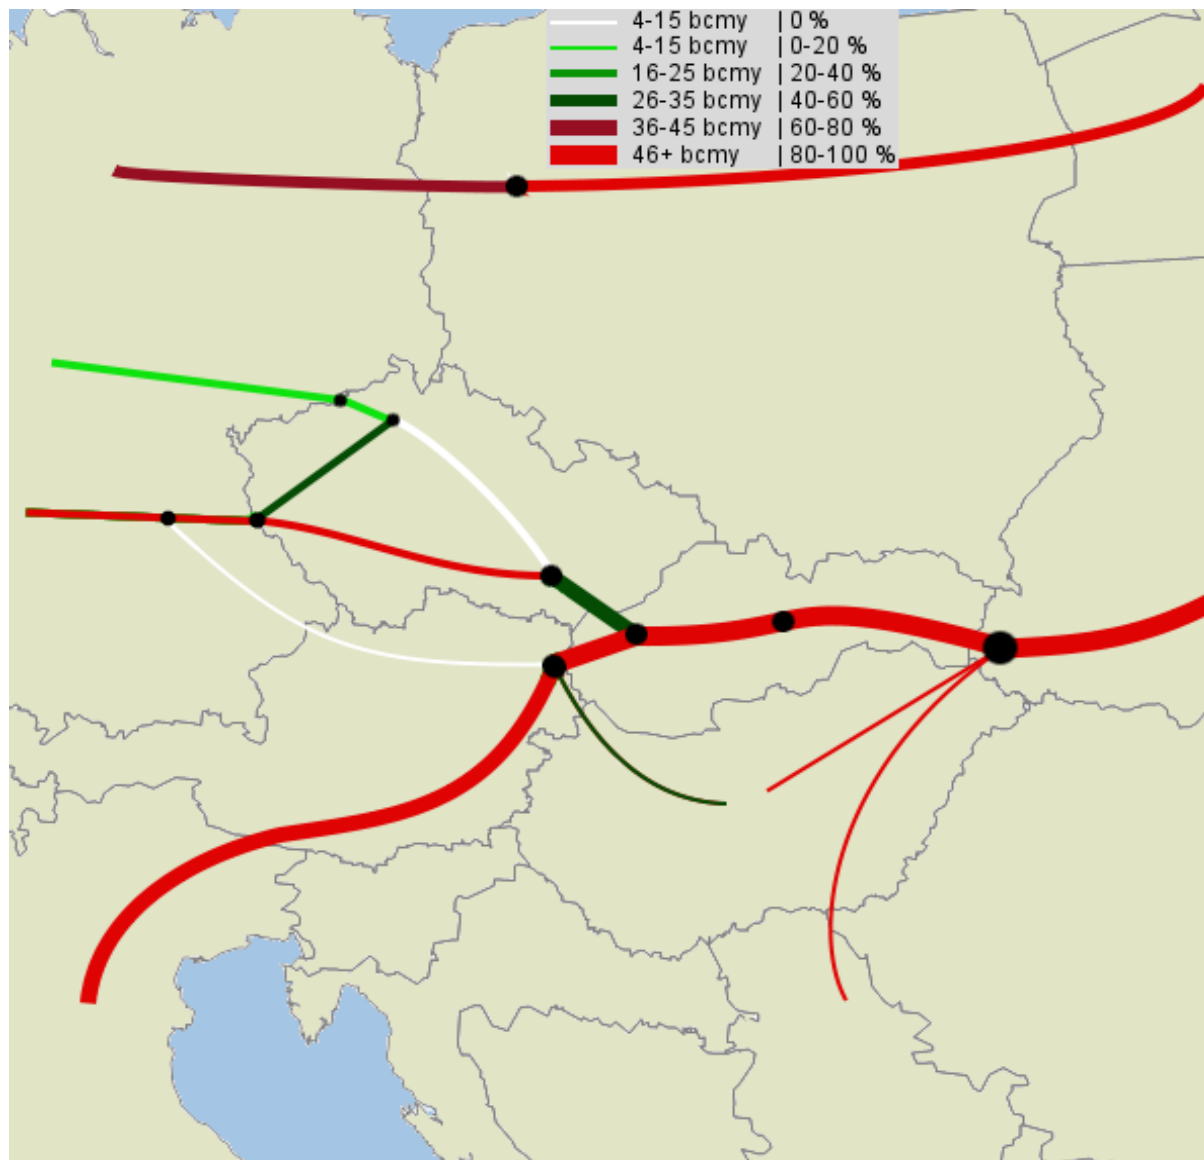 4-15 bcmy | 0 %
4-15 bcmy | 0-20 %
16-25 bcmy | 20-40 %
26-35 bcmy | 40-60 %
36-45 bcmy | 60-80 %
46+ bcmy | 80-100 %